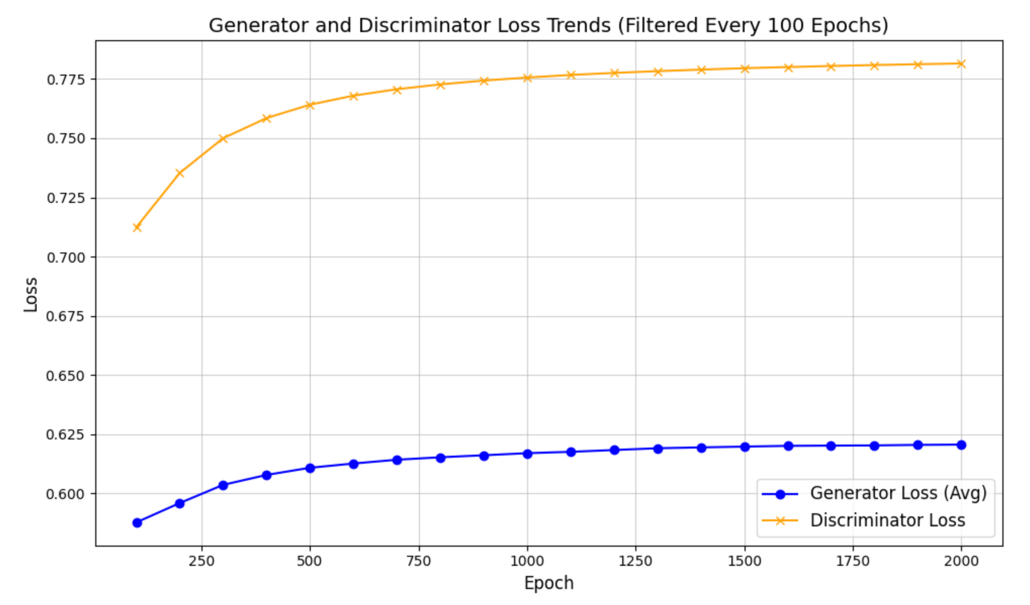 Generator and Discriminator Loss Trends (Filtered Every 100 Epochs)
Loss
0.775
0.750
0.725
0.700
0.675
0.650
0.625
0.600
Generator Loss (Avg)
Discriminator Loss
250 500 750 1000 1250 1500 1750 2000
Epoch